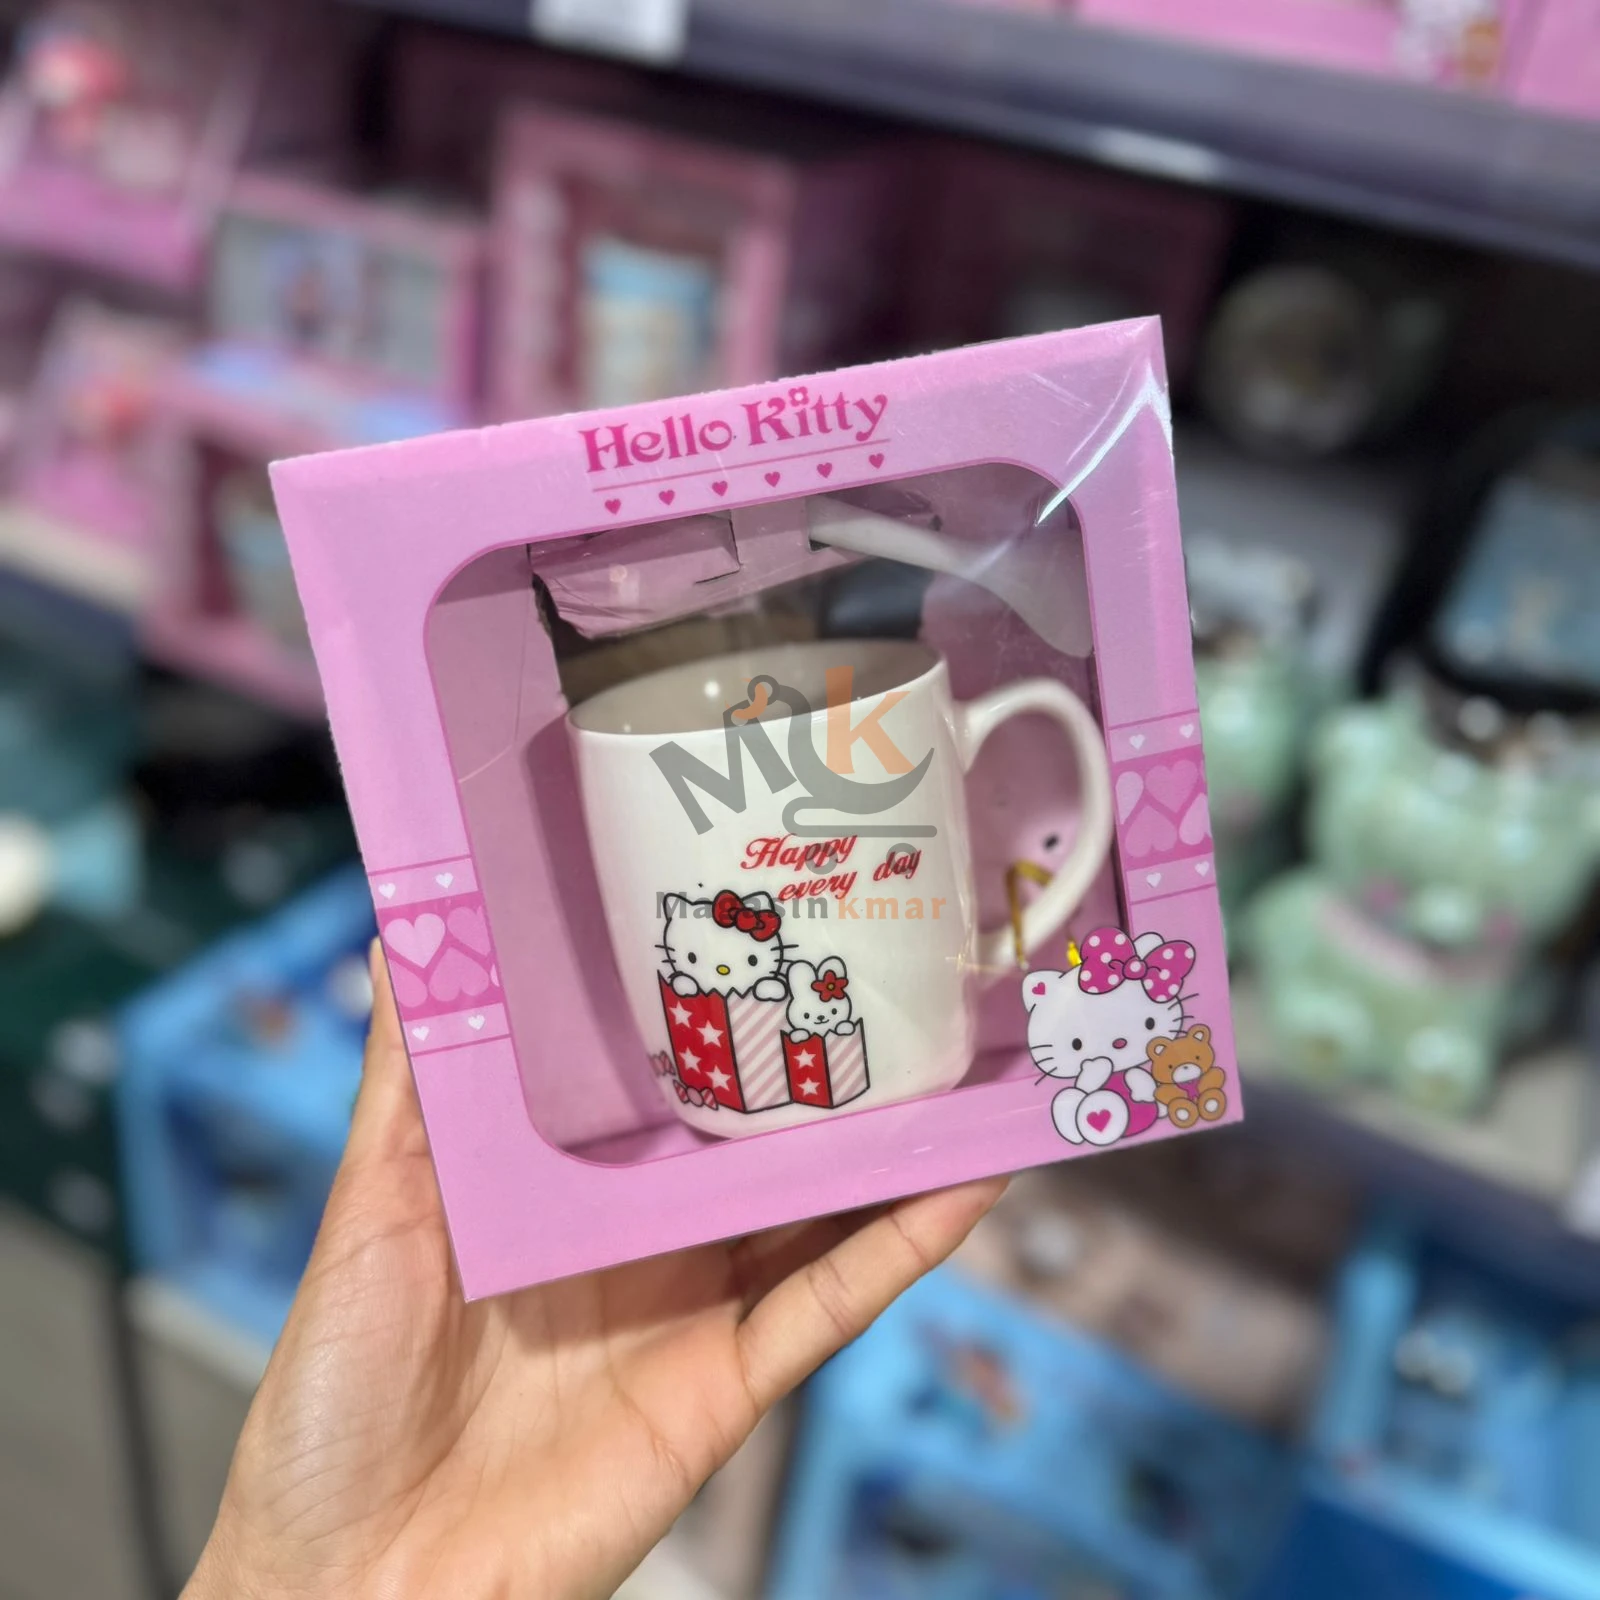 Hello Kitty
MK
Happy
every day
Magasin kmar